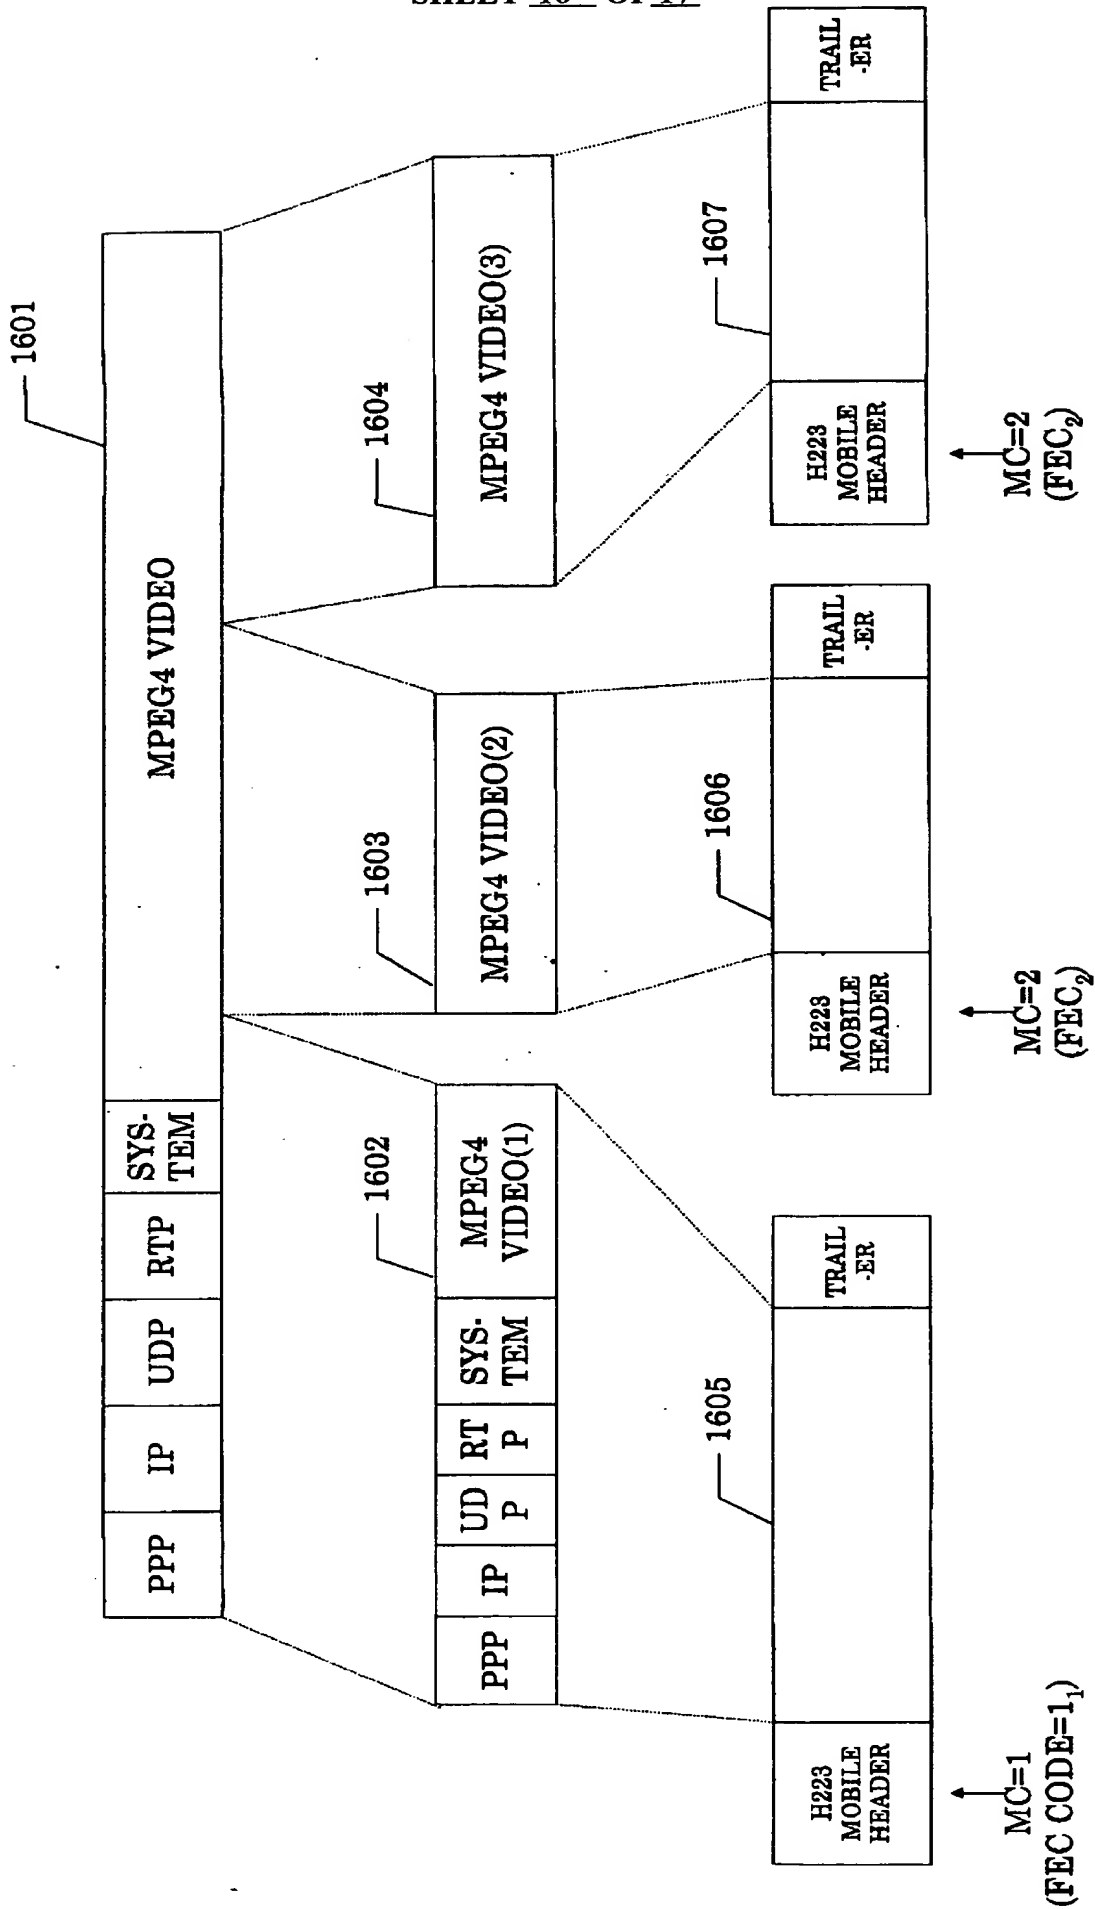 1601
PPP
IP
UDP
RTP
SYS-
TEM
MPEG4 VIDEO
1602
1603
1604
PPP
IP
UD
P
RT
P
SYS-
TEM
MPEG4
VIDEO(1)
MPEG4 VIDEO(2)
MPEG4 VIDEO(3)
1605
1606
1607
H223
MOBILE
HEADER
TRAIL
-ER
H223
MOBILE
HEADER
TRAIL
-ER
H223
MOBILE
HEADER
TRAIL
-ER
MC=1
(FEC CODE=1₁)
MC=2
(FEC₂)
MC=2
(FEC₂)